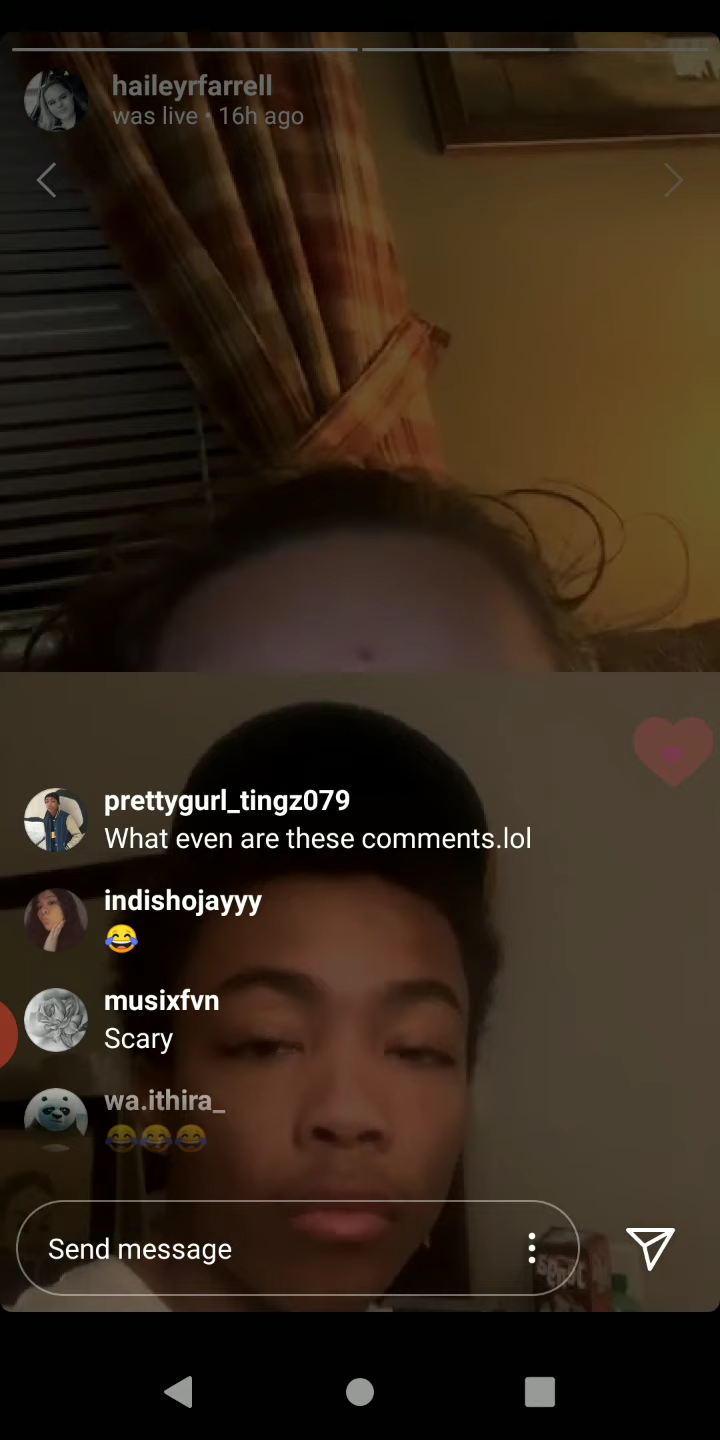 haileyrfarrell
was live • 16h ago
prettygurl_tingz079
What even are these comments.lol
indishojayyy
😂
musixfvn
Scary
wa.ithira_
😂😂😂
Send message